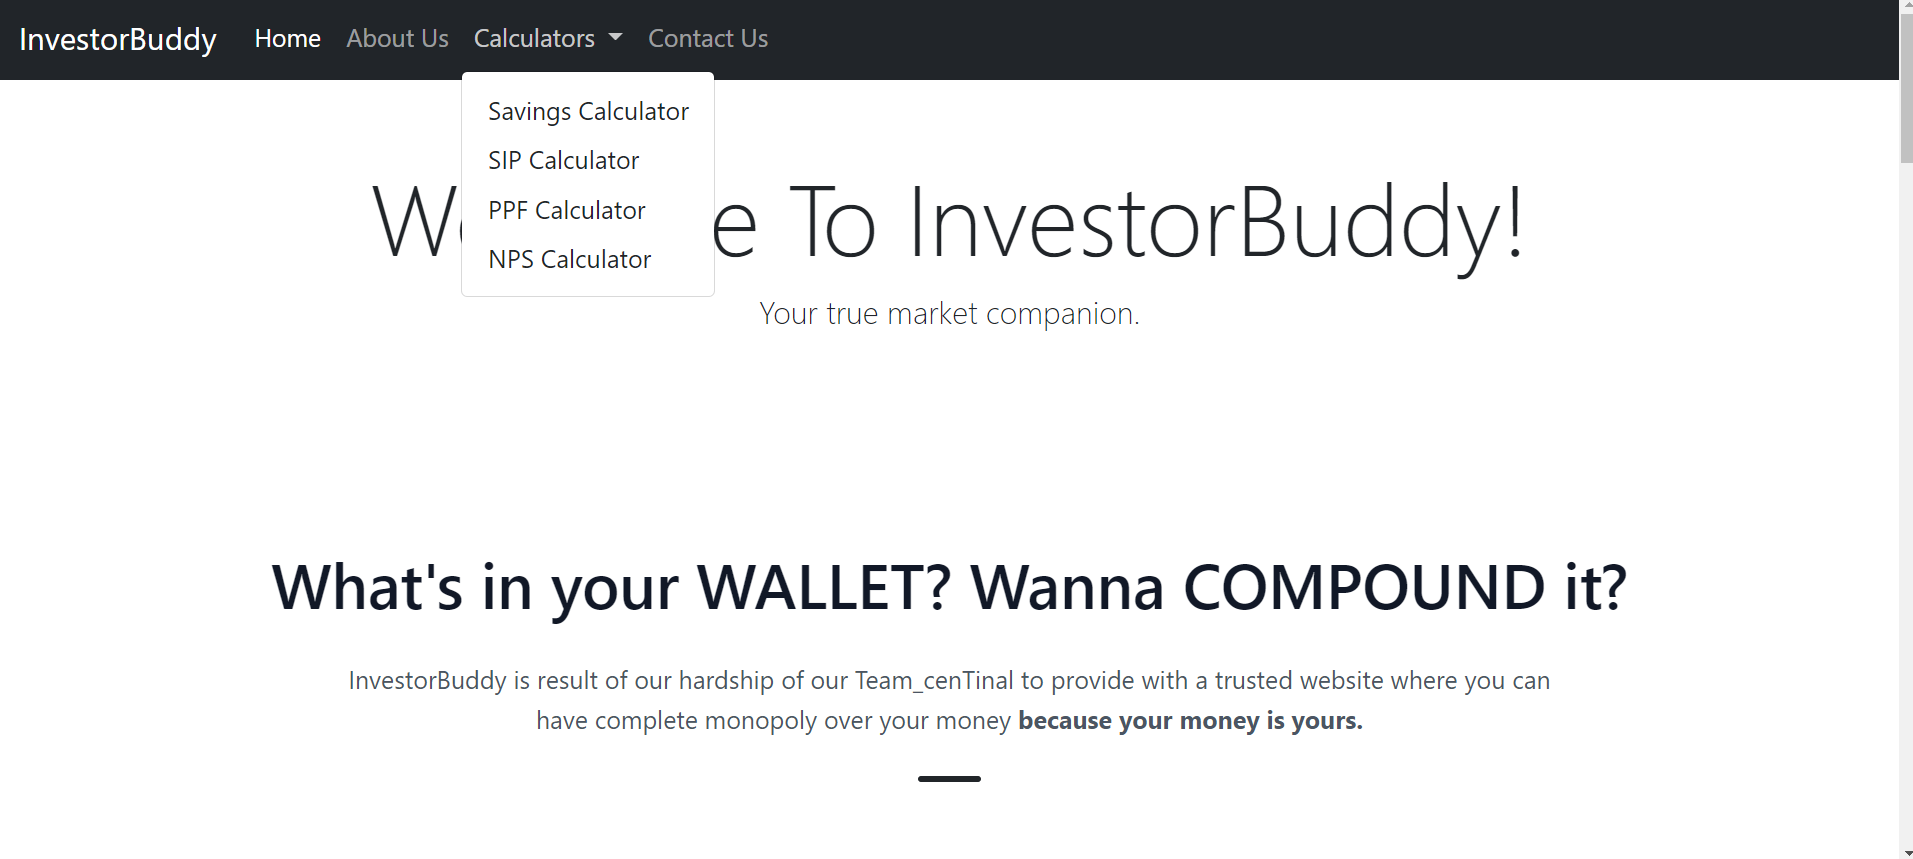 InvestorBuddy Home About Us Calculators Contact Us
Savings Calculator
SIP Calculator
PPF Calculator
NPS Calculator
To InvestorBuddy!
Your true market companion.
What's in your WALLET? Wanna COMPOUND it?
InvestorBuddy is result of our hardship of our Team_cenTinal to provide with a trusted website where you can
have complete monopoly over your money because your money is yours.